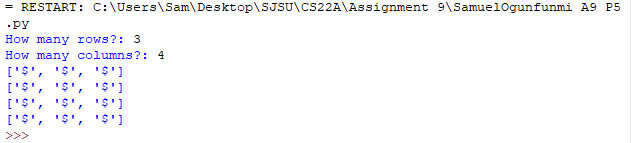 = RESTART: C:\Users\Sam\Desktop\SJSU\CS22A\Assignment 9\SamuelOgunfunmi A9 P5
.py
How many rows?: 3
How many columns?: 4
['$', '$', '$']
['$', '$', '$']
['$', '$', '$']
['$', '$', '$']
>>>